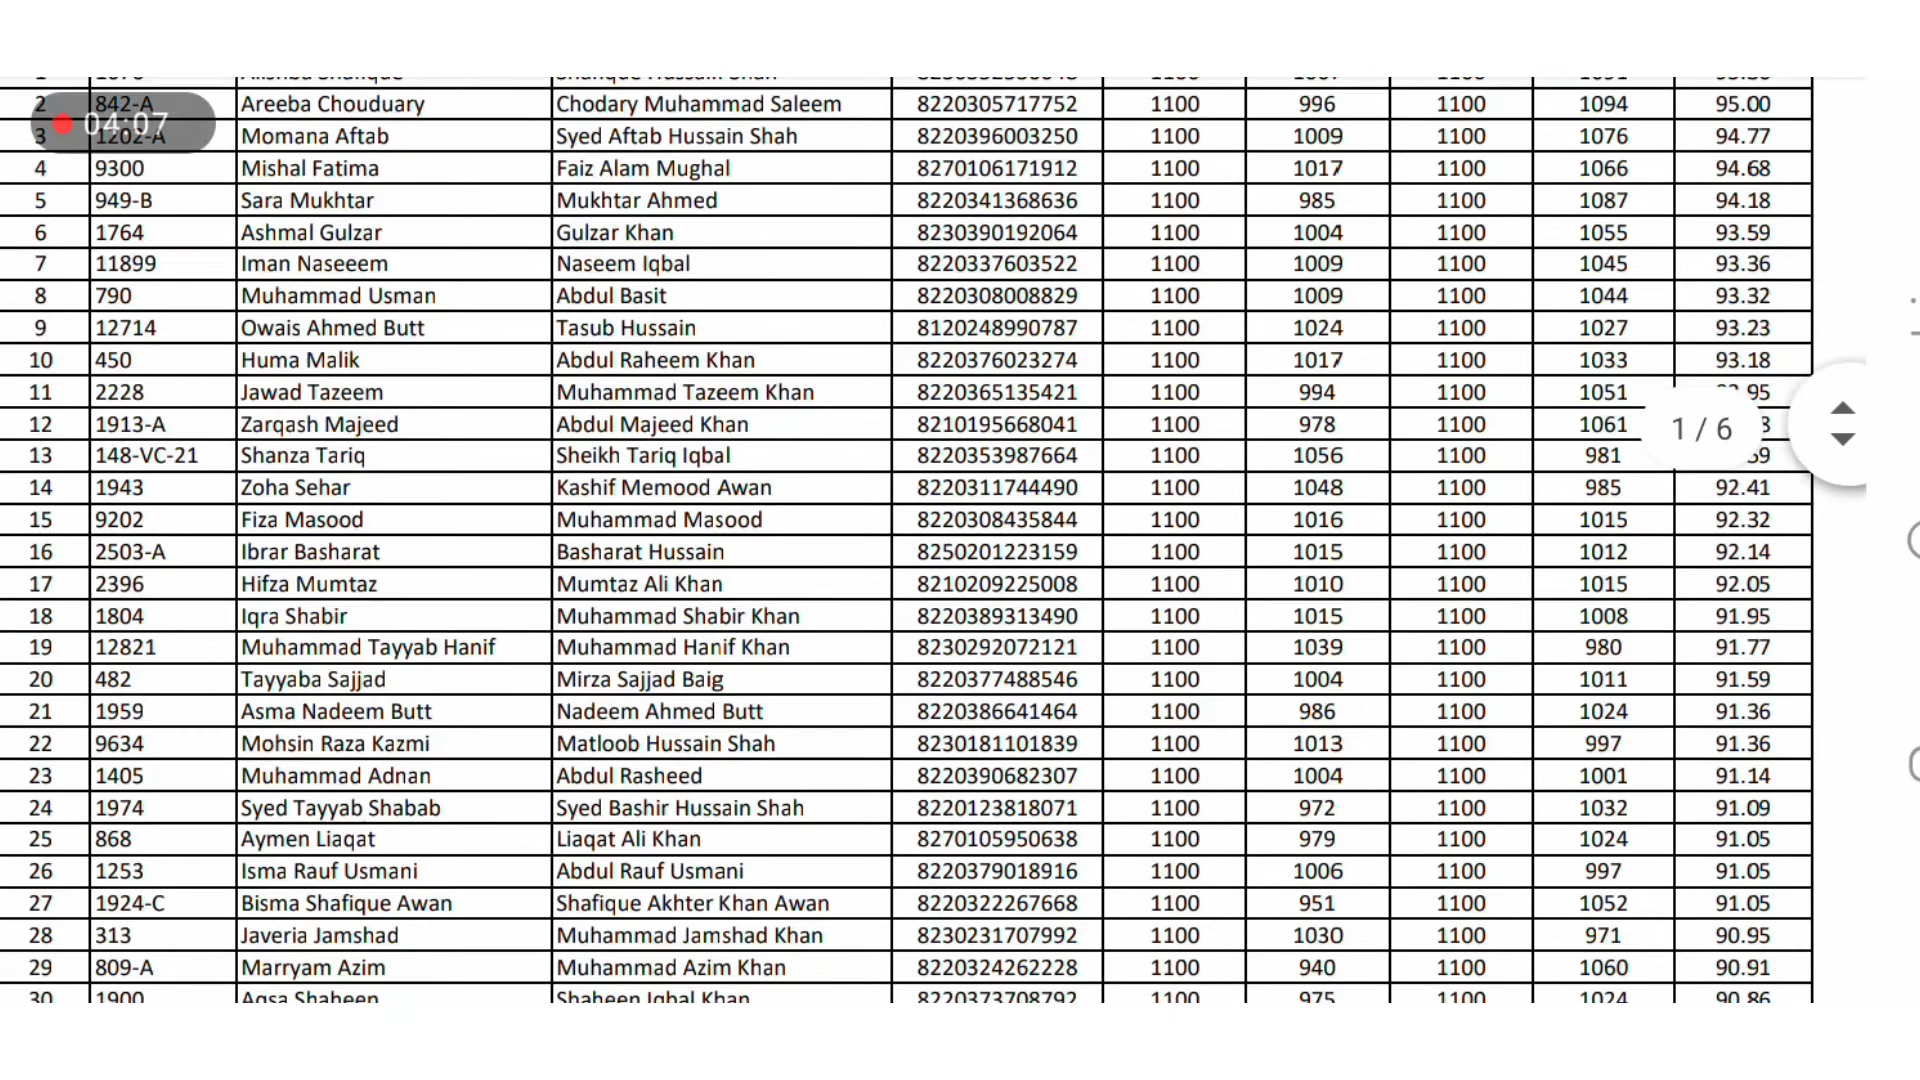 2 842-A Areeba Chouduary Chodary Muhammad Saleem 8220305717752 1100 996 1100 1094 95.00
04:07
3 1202-A Momana Aftab Syed Aftab Hussain Shah 8220396003250 1100 1009 1100 1076 94.77
4 9300 Mishal Fatima Faiz Alam Mughal 8270106171912 1100 1017 1100 1066 94.68
5 949-B Sara Mukhtar Mukhtar Ahmed 8220341368636 1100 985 1100 1087 94.18
6 1764 Ashmal Gulzar Gulzar Khan 8230390192064 1100 1004 1100 1055 93.59
7 11899 Iman Naseeem Naseem Iqbal 8220337603522 1100 1009 1100 1045 93.36
8 790 Muhammad Usman Abdul Basit 8220308008829 1100 1009 1100 1044 93.32
9 12714 Owais Ahmed Butt Tasub Hussain 8120248990787 1100 1024 1100 1027 93.23
10 450 Huma Malik Abdul Raheem Khan 8220376023274 1100 1017 1100 1033 93.18
11 2228 Jawad Tazeem Muhammad Tazeem Khan 8220365135421 1100 994 1100 1051
12 1913-A Zarqash Majeed Abdul Majeed Khan 8210195668041 1100 978 1100 1061
1 / 6
13 148-VC-21 Shanza Tariq Sheikh Tariq Iqbal 8220353987664 1100 1056 1100 981
14 1943 Zoha Sehar Kashif Memood Awan 8220311744490 1100 1048 1100 985 92.41
15 9202 Fiza Masood Muhammad Masood 8220308435844 1100 1016 1100 1015 92.32
16 2503-A Ibrar Basharat Basharat Hussain 8250201223159 1100 1015 1100 1012 92.14
17 2396 Hifza Mumtaz Mumtaz Ali Khan 8210209225008 1100 1010 1100 1015 92.05
18 1804 Iqra Shabir Muhammad Shabir Khan 8220389313490 1100 1015 1100 1008 91.95
19 12821 Muhammad Tayyab Hanif Muhammad Hanif Khan 8230292072121 1100 1039 1100 980 91.77
20 482 Tayyaba Sajjad Mirza Sajjad Baig 8220377488546 1100 1004 1100 1011 91.59
21 1959 Asma Nadeem Butt Nadeem Ahmed Butt 8220386641464 1100 986 1100 1024 91.36
22 9634 Mohsin Raza Kazmi Matloob Hussain Shah 8230181101839 1100 1013 1100 997 91.36
23 1405 Muhammad Adnan Abdul Rasheed 8220390682307 1100 1004 1100 1001 91.14
24 1974 Syed Tayyab Shabab Syed Bashir Hussain Shah 8220123818071 1100 972 1100 1032 91.09
25 868 Aymen Liaqat Liaqat Ali Khan 8270105950638 1100 979 1100 1024 91.05
26 1253 Isma Rauf Usmani Abdul Rauf Usmani 8220379018916 1100 1006 1100 997 91.05
27 1924-C Bisma Shafique Awan Shafique Akhter Khan Awan 8220322267668 1100 951 1100 1052 91.05
28 313 Javeria Jamshad Muhammad Jamshad Khan 8230231707992 1100 1030 1100 971 90.95
29 809-A Marryam Azim Muhammad Azim Khan 8220324262228 1100 940 1100 1060 90.91
30 1900 Aqsa Shaheen Shaheen Iqbal Khan 8220373708792 1100 975 1100 1024 90.86